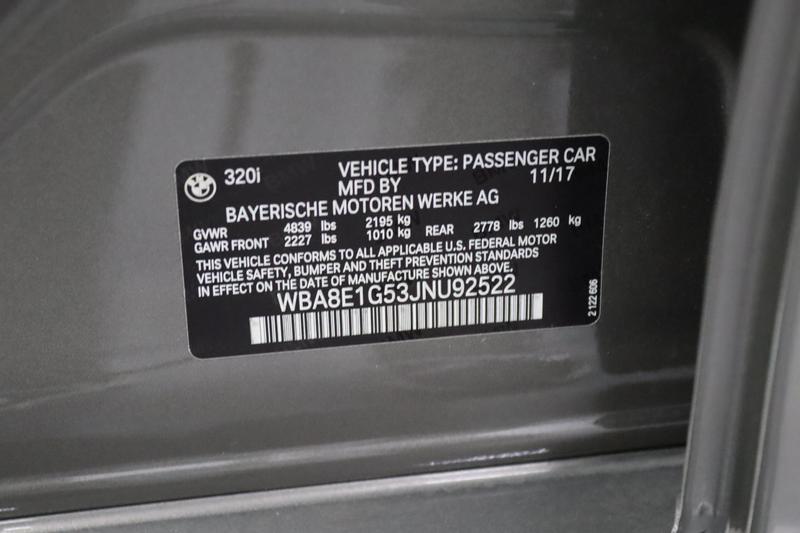 320i VEHICLE TYPE: PASSENGER CAR
MFD BY 11/17
BAYERISCHE MOTOREN WERKE AG
GVWR 4839 lbs 2195 kg
GAWR FRONT 2227 lbs 1010 kg REAR 2778 lbs 1260 kg
THIS VEHICLE CONFORMS TO ALL APPLICABLE U.S. FEDERAL MOTOR
VEHICLE SAFETY, BUMPER AND THEFT PREVENTION STANDARDS
IN EFFECT ON THE DATE OF MANUFACTURE SHOWN ABOVE.
WBA8E1G53JNU92522
2 122 606